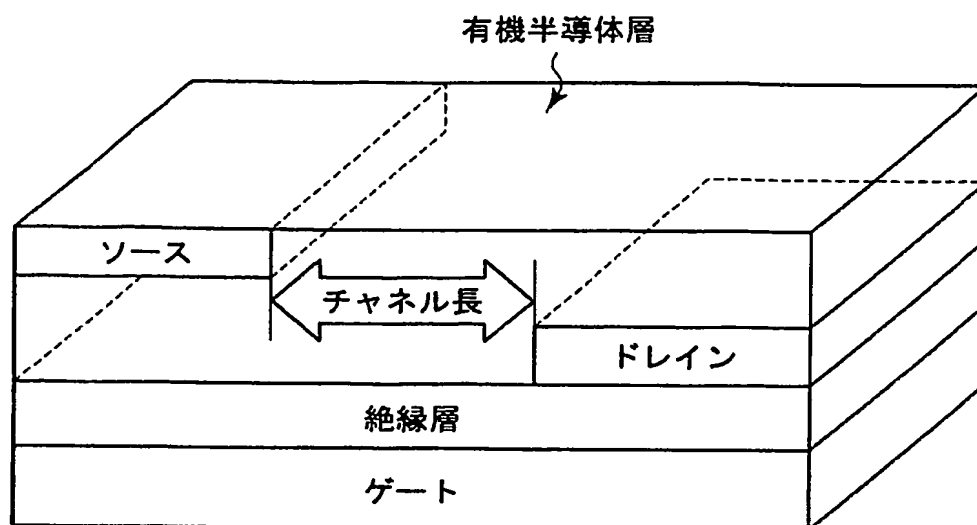 有機半導体層
ソース
チャネル長
ドレイン
絶縁層
ゲート